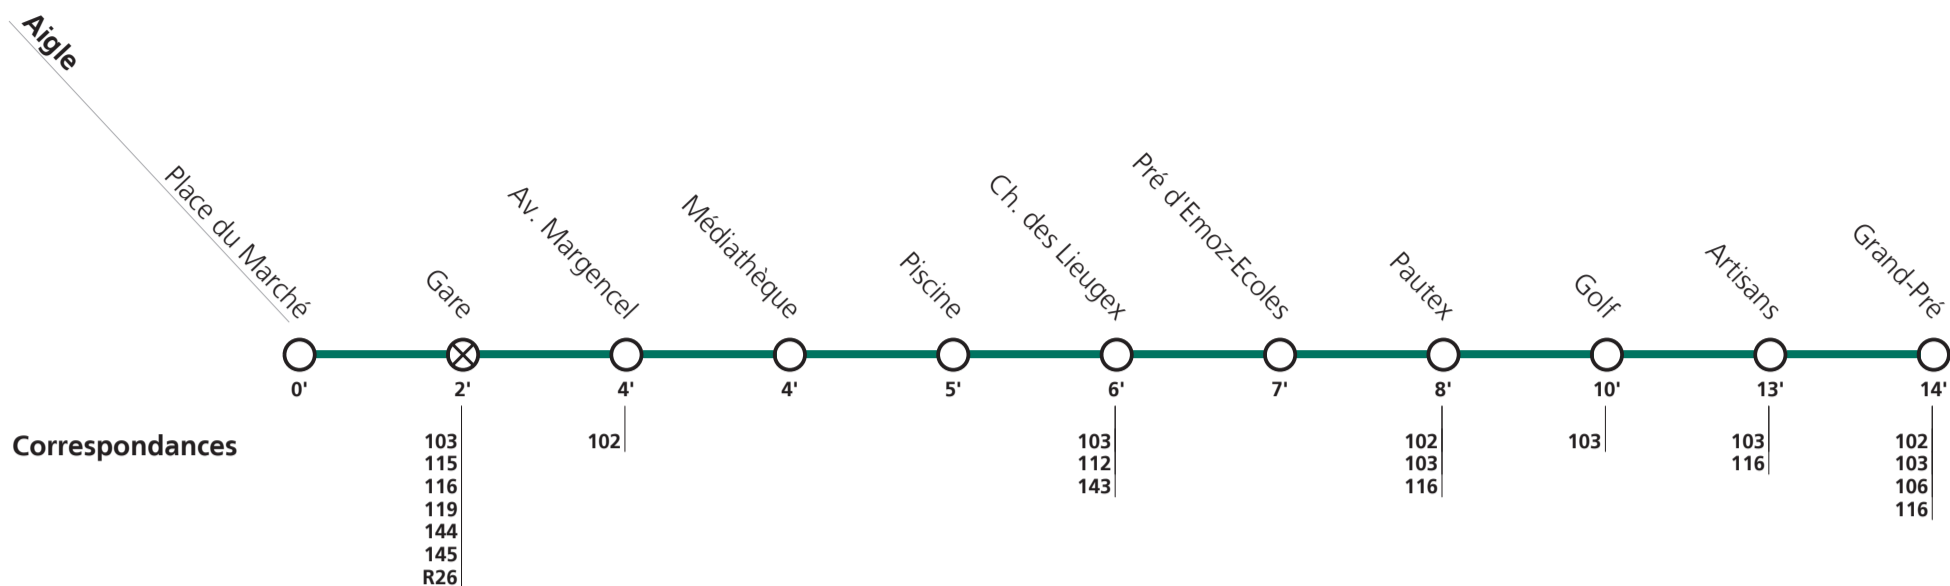 Aigle
Place du Marché
Gare
Av. Margencel
Médiathèque
Piscine
Ch. des Lieugex
Pré d'Emoz-Ecoles
Pautex
Golf
Artisans
Grand-Pré
0' 2' 4' 4' 5' 6' 7' 8' 10' 13' 14'
Correspondances
103
115
116
119
144
145
R26
102
103
112
143
102
103
116
103
103
116
102
103
106
116